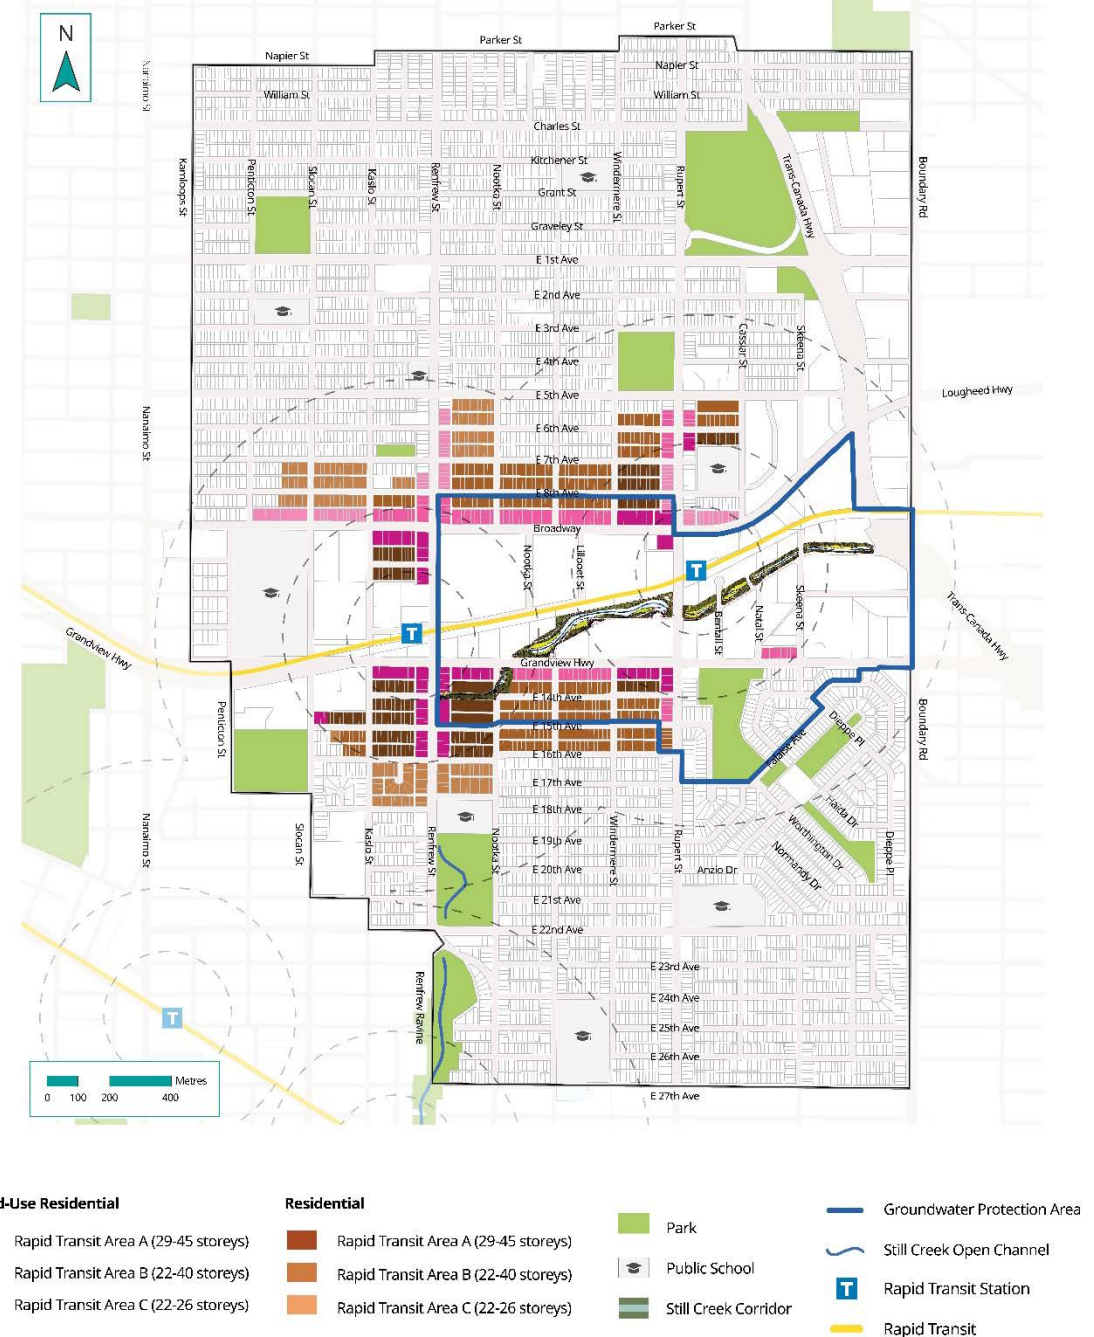 N
Parker St
Parker St
Napier St
Napier St
William St
William St
Nanaimo St
Charles St
Kitchener St
Grant St
Graveley St
Kamloops St
Penticton St
Slocan St
Kaslo St
Renfrew St
Nootka St
Windermere St
Rupert St
Trans-Canada Hwy
Boundary Rd
E 1st Ave
E 2nd Ave
E 3rd Ave
Cassiar St
Skeena St
E 4th Ave
E 5th Ave
Lougheed Hwy
Nanaimo St
E 6th Ave
E 7th Ave
E 8th Ave
Broadway
Nootka St
Lillooet St
T
Skeena St
Natal St
Bentall St
Trans-Canada Hwy
T
Grandview Hwy
Grandview Hwy
E 14th Ave
Penticton St
E 15th Ave
Dieppe Pl
Falaise Ave
Boundary Rd
E 16th Ave
E 17th Ave
E 18th Ave
Haida Dr
Nanaimo St
Slocan St
Kaslo St
Renfrew St
Nootka St
E 19th Ave
Windermere St
Rupert St
Worthington Dr
Dieppe Pl
E 20th Ave
Anzio Dr
Normandy Dr
E 21st Ave
E 22nd Ave
Renfrew Ravine
E 23rd Ave
E 24th Ave
T
E 25th Ave
E 26th Ave
E 27th Ave
Metres
0 100 200 400
d-Use Residential
Rapid Transit Area A (29-45 storeys)
Rapid Transit Area B (22-40 storeys)
Rapid Transit Area C (22-26 storeys)
Residential
Rapid Transit Area A (29-45 storeys)
Rapid Transit Area B (22-40 storeys)
Rapid Transit Area C (22-26 storeys)
Park
Public School
Still Creek Corridor
Groundwater Protection Area
Still Creek Open Channel
T Rapid Transit Station
Rapid Transit